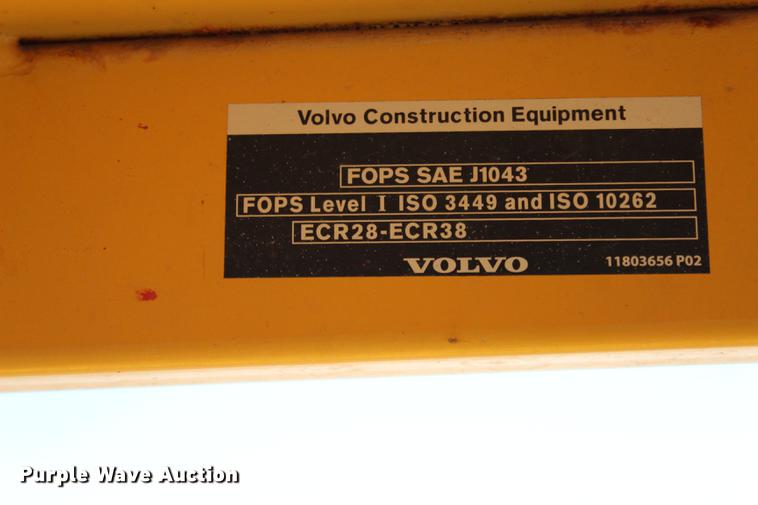 Volvo Construction Equipment
FOPS SAE J1043
FOPS Level I ISO 3449 and ISO 10262
ECR28-ECR38
VOLVO 11803656 P02
Purple Wave Auction